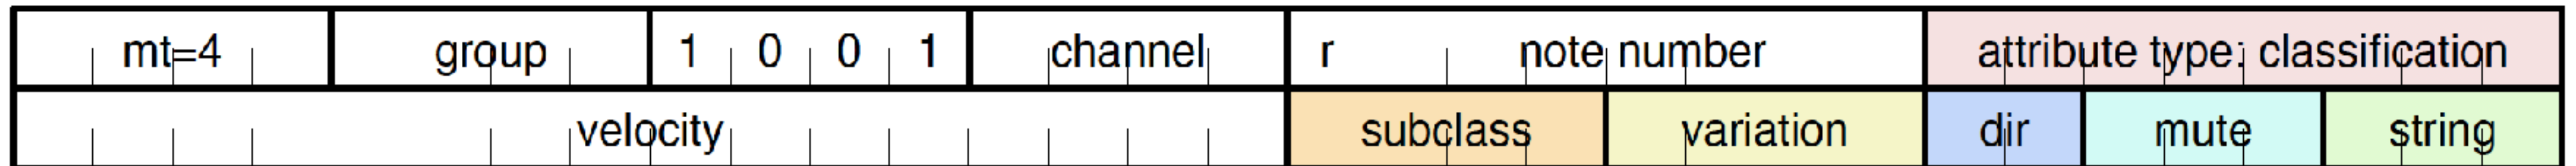 mt=4 group 1 0 0 1 channel r note number attribute type: classification
velocity subclass variation dir mute string